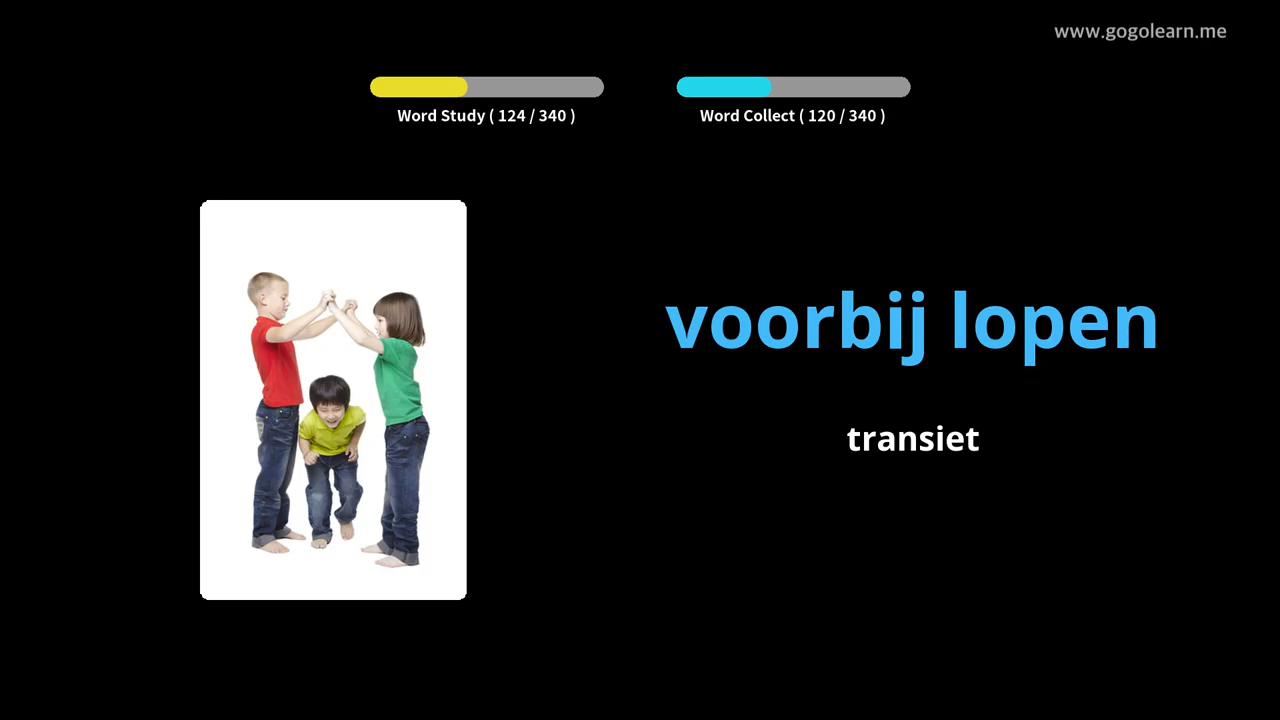 www.gogolearn.me
Word Study ( 124 / 340 )
Word Collect ( 120 / 340 )
voorbij lopen
transiet